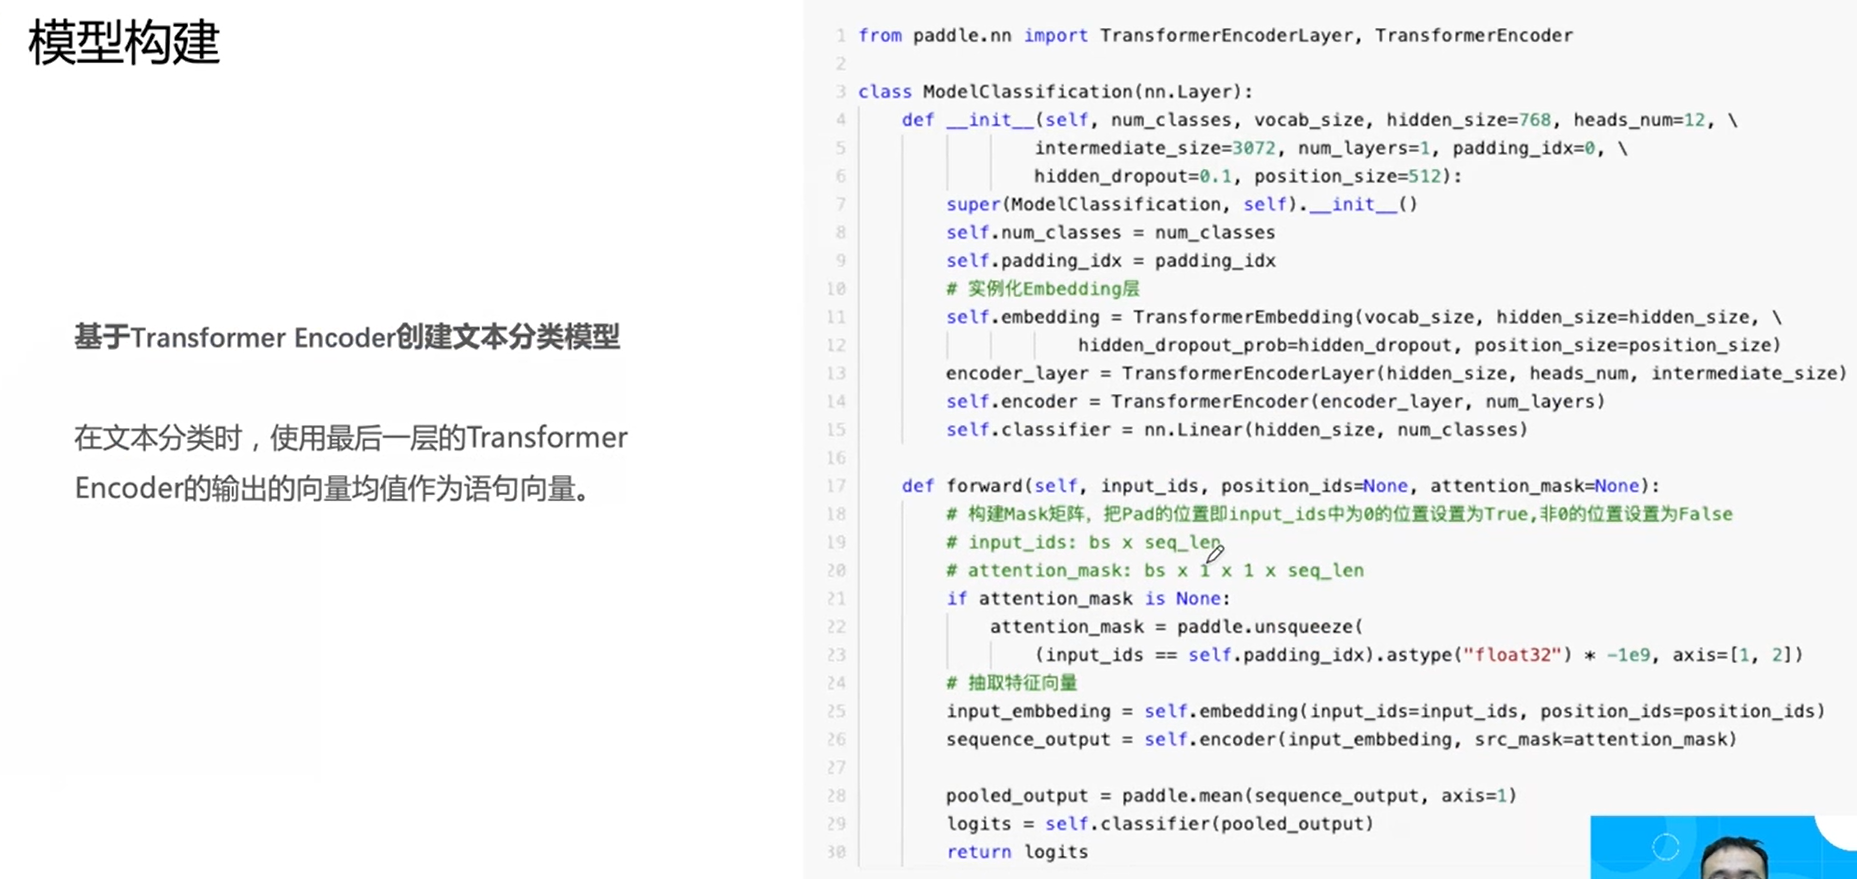 模型构建
基于Transformer Encoder创建文本分类模型
在文本分类时，使用最后一层的Transformer
Encoder的输出的向量均值作为语句向量。
1 from paddle.nn import TransformerEncoderLayer, TransformerEncoder
2
3 class ModelClassification(nn.Layer):
4     def __init__(self, num_classes, vocab_size, hidden_size=768, heads_num=12, \
5                 intermediate_size=3072, num_layers=1, padding_idx=0, \
6                 hidden_dropout=0.1, position_size=512):
7         super(ModelClassification, self).__init__()
8         self.num_classes = num_classes
9         self.padding_idx = padding_idx
10         # 实例化Embedding层
11         self.embedding = TransformerEmbedding(vocab_size, hidden_size=hidden_size, \
12                     hidden_dropout_prob=hidden_dropout, position_size=position_size)
13         encoder_layer = TransformerEncoderLayer(hidden_size, heads_num, intermediate_size)
14         self.encoder = TransformerEncoder(encoder_layer, num_layers)
15         self.classifier = nn.Linear(hidden_size, num_classes)
16
17     def forward(self, input_ids, position_ids=None, attention_mask=None):
18         # 构建Mask矩阵，把Pad的位置即input_ids中为0的位置设置为True,非0的位置设置为False
19         # input_ids: bs x seq_len
20         # attention_mask: bs x 1 x 1 x seq_len
21         if attention_mask is None:
22             attention_mask = paddle.unsqueeze(
23                 (input_ids == self.padding_idx).astype("float32") * -1e9, axis=[1, 2])
24         # 抽取特征向量
25         input_embbeding = self.embedding(input_ids=input_ids, position_ids=position_ids)
26         sequence_output = self.encoder(input_embbeding, src_mask=attention_mask)
27
28         pooled_output = paddle.mean(sequence_output, axis=1)
29         logits = self.classifier(pooled_output)
30         return logits